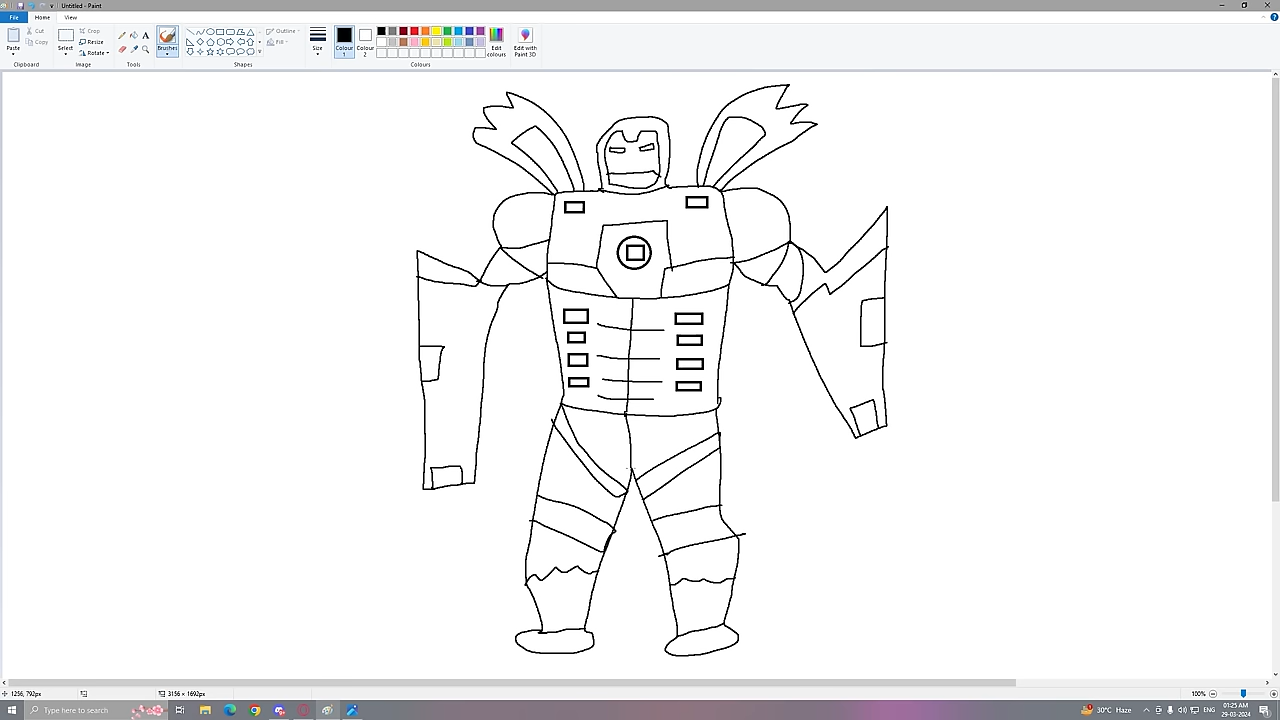 Untitled - Paint
File Home View
Paste Cut Copy Select Crop Resize Rotate Brushes Outline Fill Size Colour 1 Colour 2 Edit colours Edit with Paint 3D
Clipboard Image Tools Shapes Colours
1256, 792px 3156 × 1692px 100%
Type here to search 30°C Haze ENG 01:25 AM 29-03-2024